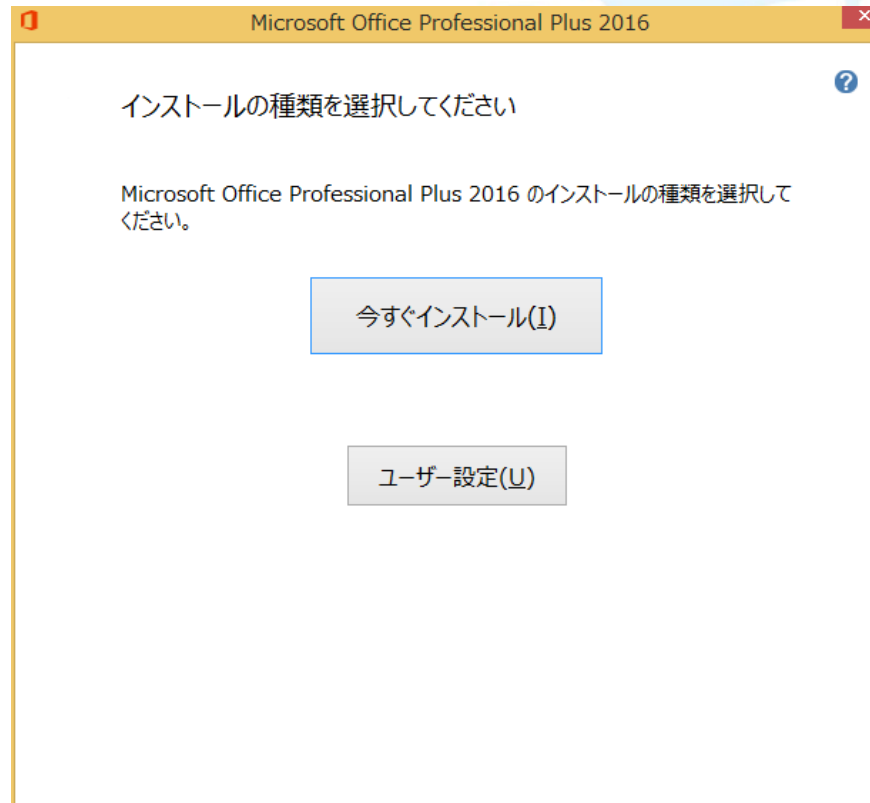 Microsoft Office Professional Plus 2016
インストールの種類を選択してください
Microsoft Office Professional Plus 2016 のインストールの種類を選択して
ください。
今すぐインストール(I)
ユーザー設定(U)